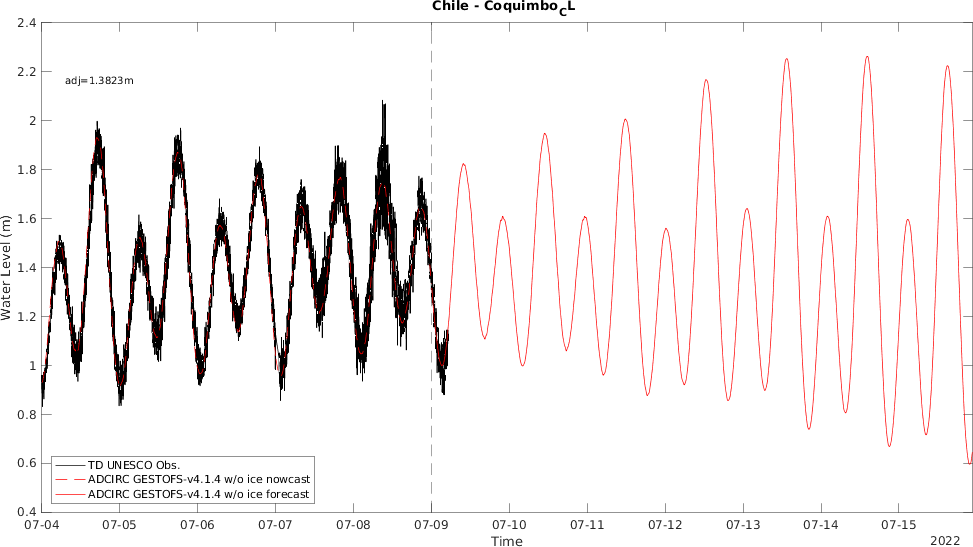 Chile - Coquimbo_CL
2.4
2.2
2
1.8
1.6
1.4
1.2
1
0.8
0.6
0.4
Water Level (m)
adj=1.3823m
TD UNESCO Obs.
ADCIRC GESTOFS-v4.1.4 w/o ice nowcast
ADCIRC GESTOFS-v4.1.4 w/o ice forecast
07-04 07-05 07-06 07-07 07-08 07-09 07-10 07-11 07-12 07-13 07-14 07-15
Time
2022